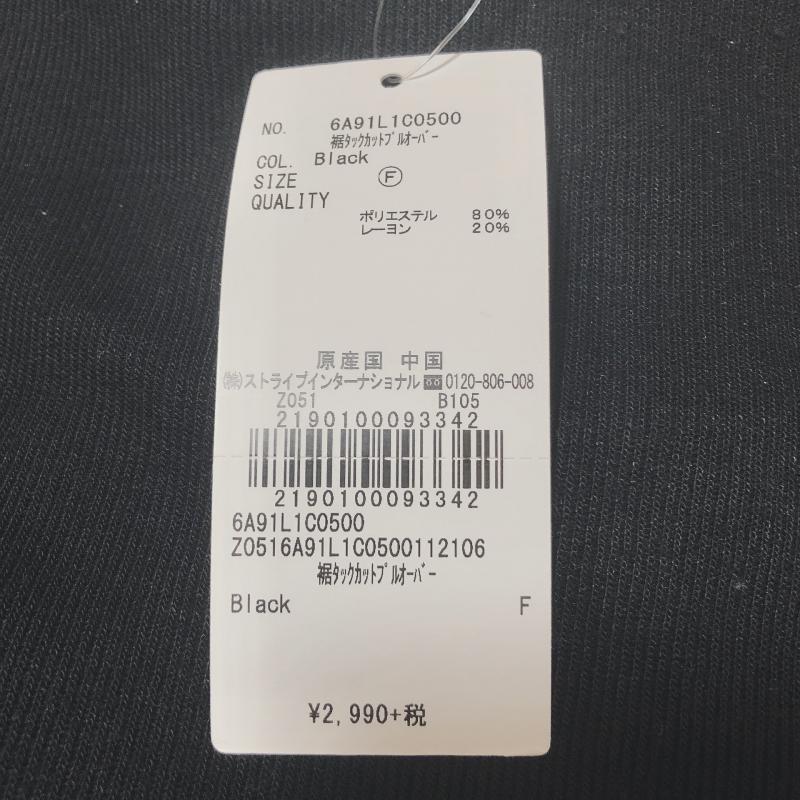 NO. 6A91L1C0500
裾タックカットプルオーバー
COL. Black
SIZE Ⓕ
QUALITY
ポリエステル 80%
レーヨン 20%
原産国 中国
㈱ストライプインターナショナル 0120-806-008
Z051 B105
2190100093342
2190100093342
6A91L1C0500
Z0516A91L1C0500112106
裾タックカットプルオーバー
Black F
¥2,990+税